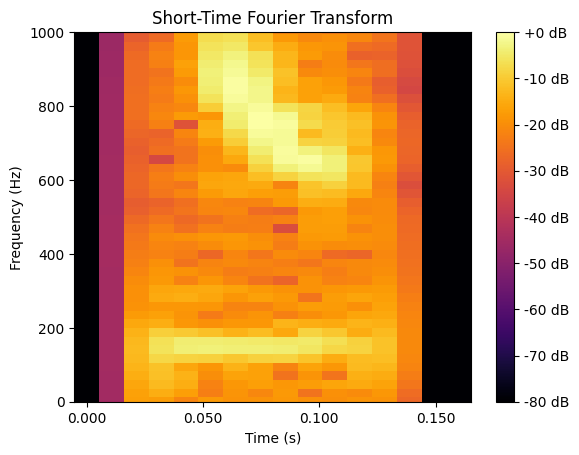 Short-Time Fourier Transform
1000
800
600
400
200
0
Frequency (Hz)
0.000
0.050
0.100
0.150
Time (s)
+0 dB
-10 dB
-20 dB
-30 dB
-40 dB
-50 dB
-60 dB
-70 dB
-80 dB